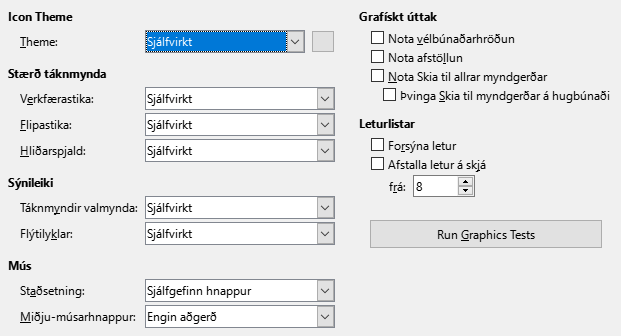 Icon Theme
Theme: Sjálfvirkt
Stærð táknmynda
Verkfærastika: Sjálfvirkt
Flipastika: Sjálfvirkt
Hliðarspjald: Sjálfvirkt
Sýnileiki
Táknmyndir valmynda: Sjálfvirkt
Flýtilyklar: Sjálfvirkt
Mús
Staðsetning: Sjálfgefinn hnappur
Miðju-músarhnappur: Engin aðgerð
Grafískt úttak
Nota vélbúnaðarhröðun
Nota afstöllun
Nota Skia til allrar myndgerðar
Þvinga Skia til myndgerðar á hugbúnaði
Leturlistar
Forsýna letur
Afstalla letur á skjá
frá: 8
Run Graphics Tests